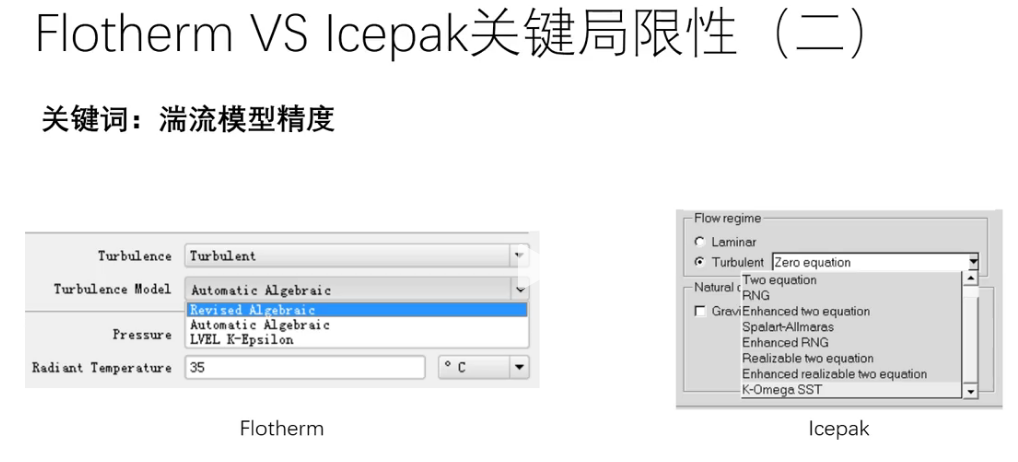 Flotherm VS Icepak关键局限性（二）
关键词：湍流模型精度
Turbulence Turbulent
Turbulence Model Automatic Algebraic
Revised Algebraic
Automatic Algebraic
LVEL K-Epsilon
Pressure
Radiant Temperature 35 ° C
Flotherm
Flow regime
Laminar
Turbulent Zero equation
Two equation
Natural c
RNG
Gravi Enhanced two equation
Spalart-Allmaras
Enhanced RNG
Realizable two equation
Enhanced realizable two equation
K-Omega SST
Icepak